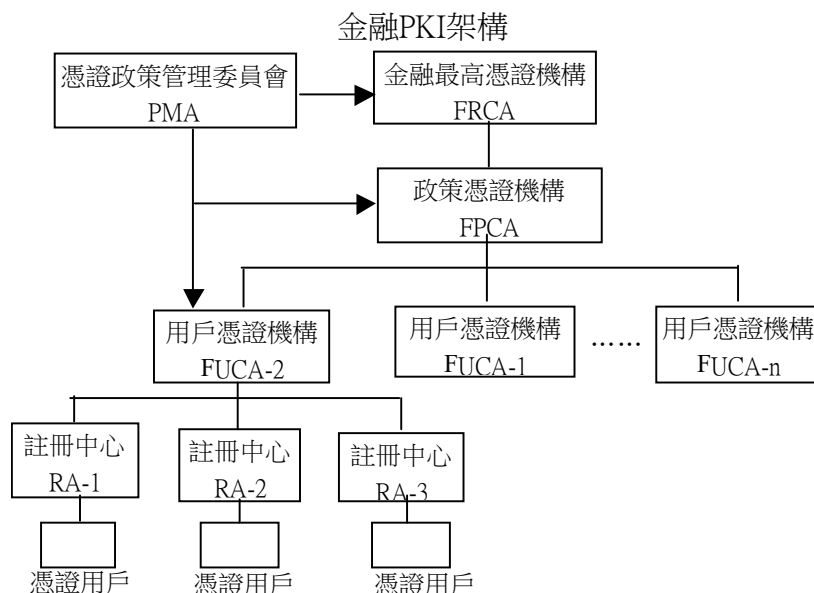 金融PKI架構
憑證政策管理委員會
PMA
金融最高憑證機構
FRCA
政策憑證機構
FPCA
用戶憑證機構
FUCA-2
用戶憑證機構
FUCA-1
……
用戶憑證機構
FUCA-n
註冊中心
RA-1
註冊中心
RA-2
註冊中心
RA-3
憑證用戶
憑證用戶
憑證用戶